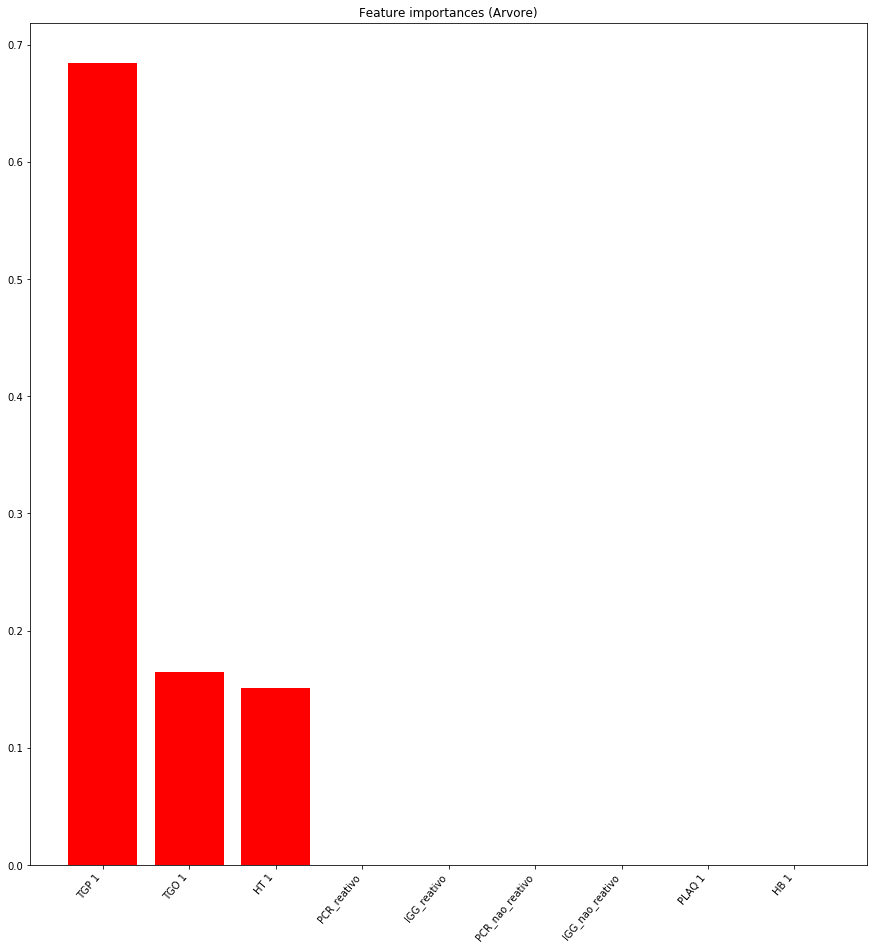 Feature importances (Arvore)
0.7
0.6
0.5
0.4
0.3
0.2
0.1
0.0
TGP 1
TGO 1
HT 1
PCR_reativo
IGG_reativo
PCR_nao_reativo
IGG_nao_reativo
PLAQ 1
HB 1